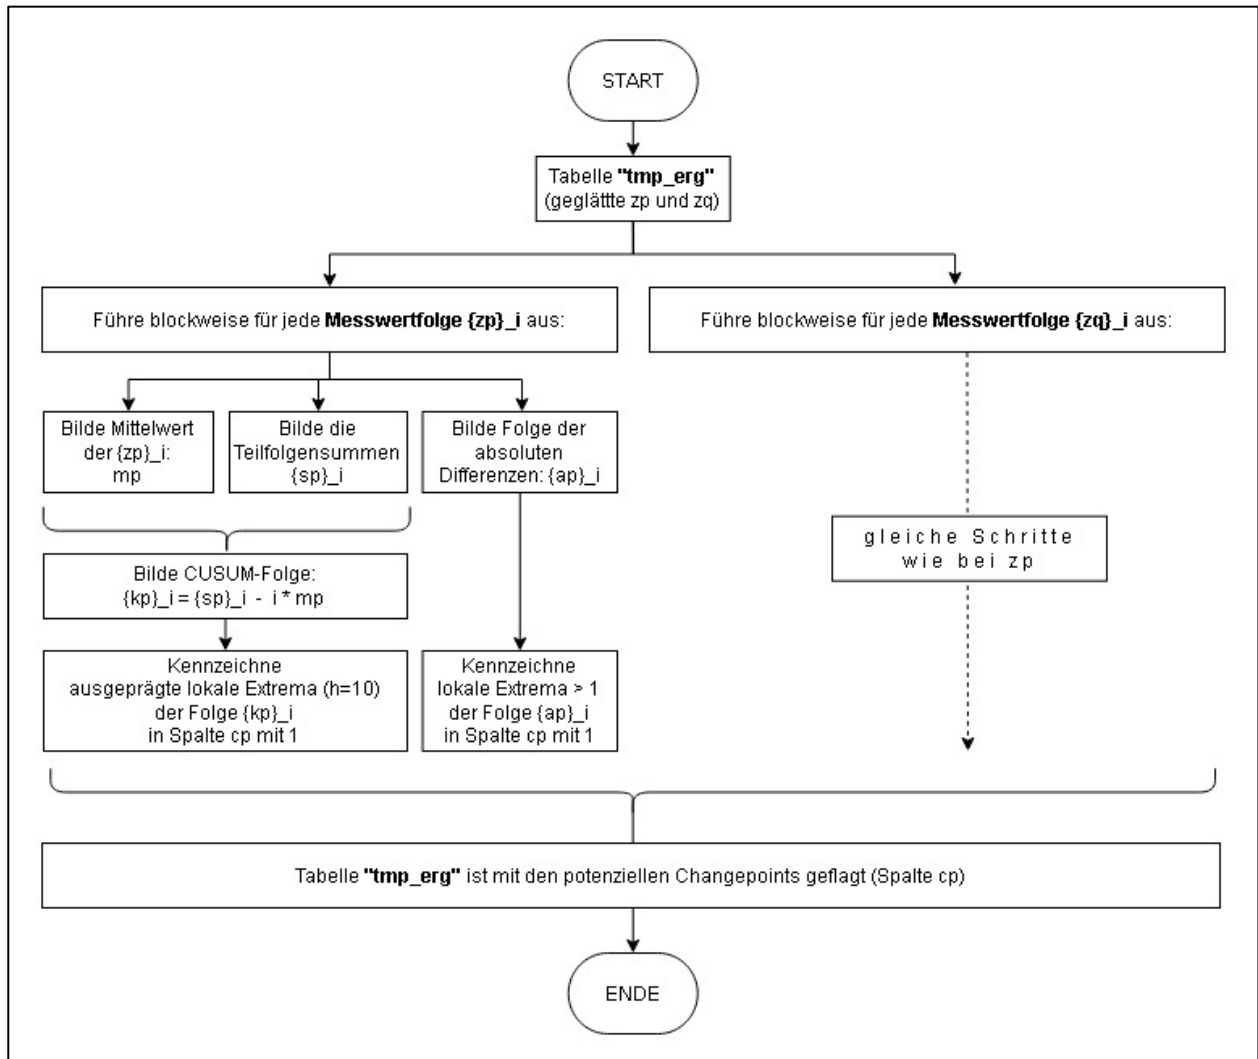 START
Tabelle "tmp_erg"
(geglättte zp und zq)
Führe blockweise für jede Messwertfolge {zp}_i aus:
Führe blockweise für jede Messwertfolge {zq}_i aus:
Bilde Mittelwert
der {zp}_i:
mp
Bilde die
Teilfolgensummen
{sp}_i
Bilde Folge der
absoluten
Differenzen: {ap}_i
gleiche Schritte
wie bei zp
Bilde CUSUM-Folge:
{kp}_i = {sp}_i - i * mp
Kennzeichne
ausgeprägte lokale Extrema (h=10)
der Folge {kp}_i
in Spalte cp mit 1
Kennzeichne
lokale Extrema > 1
der Folge {ap}_i
in Spalte cp mit 1
Tabelle "tmp_erg" ist mit den potenziellen Changepoints geflagt (Spalte cp)
ENDE